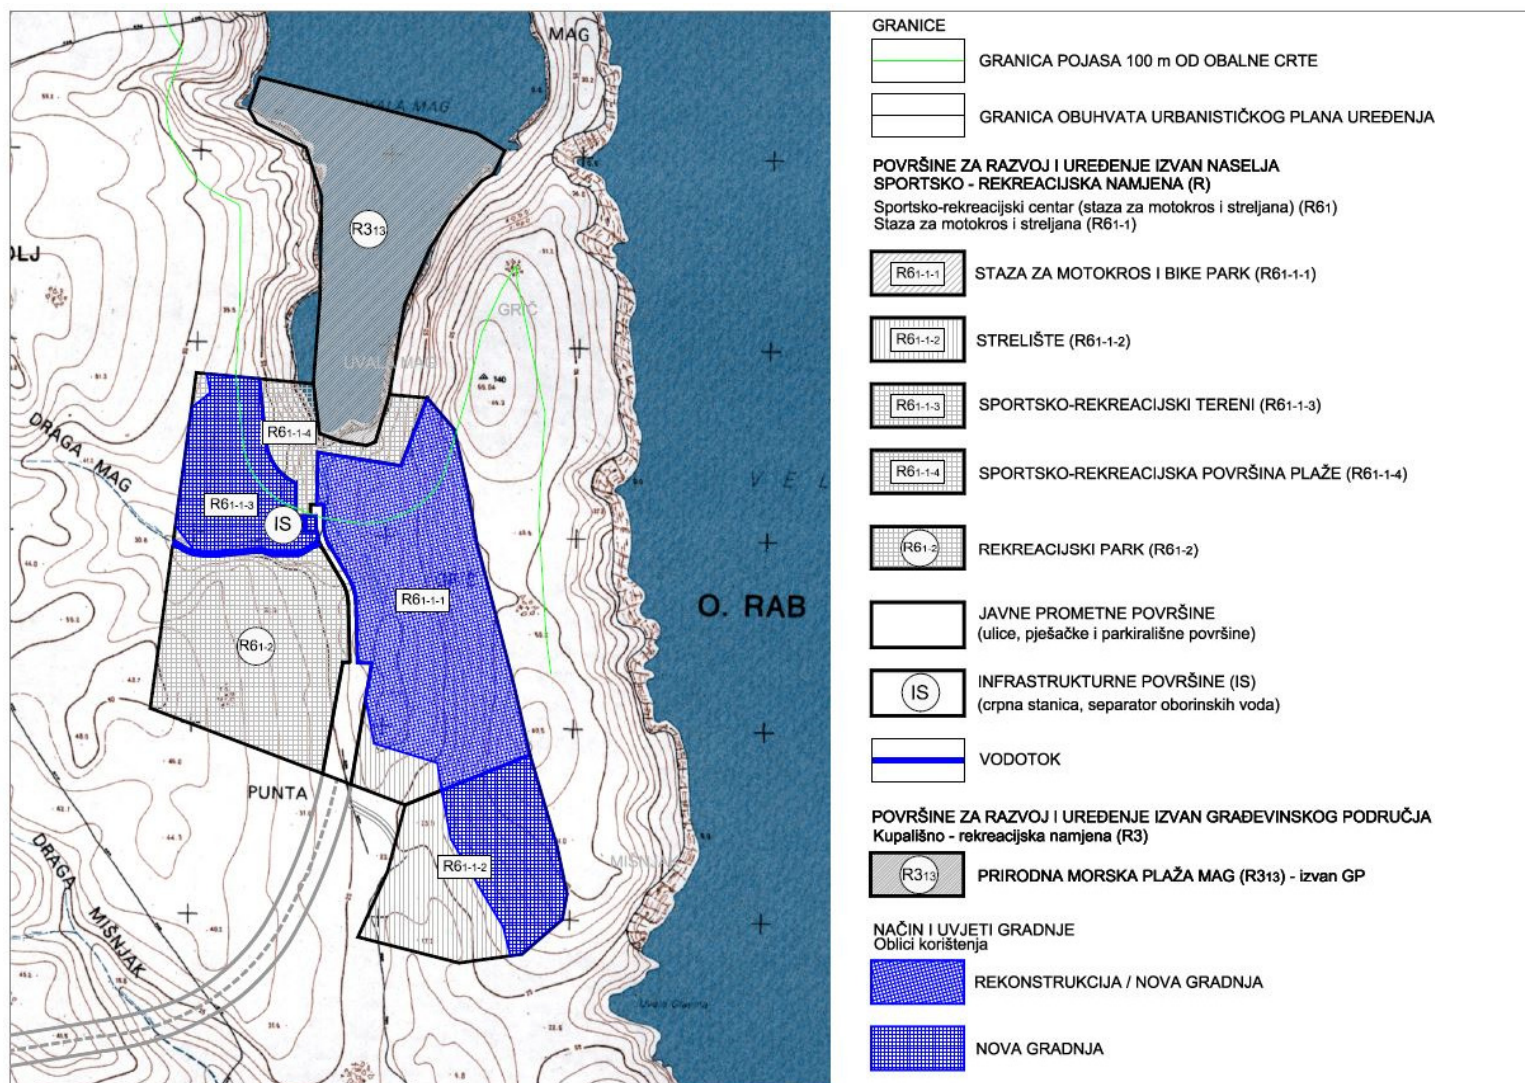 MAG
UVALA MAG
R313
OLJ
GRIČ
UVALA MAG
140
DRAGA MAG
R61-1-4
R61-1-3
IS
V E L
R61-1-1
O. RAB
R61-2
PUNTA
R61-1-2
MIŠNJAK
DRAGA MIŠNJAK
GRANICE
GRANICA POJASA 100 m OD OBALNE CRTE
GRANICA OBUHVATA URBANISTIČKOG PLANA UREĐENJA
POVRŠINE ZA RAZVOJ I UREĐENJE IZVAN NASELJA
SPORTSKO - REKREACIJSKA NAMJENA (R)
Sportsko-rekreacijski centar (staza za motokros i streljana) (R61)
Staza za motokros i streljana (R61-1)
R61-1-1 STAZA ZA MOTOKROS I BIKE PARK (R61-1-1)
R61-1-2 STRELIŠTE (R61-1-2)
R61-1-3 SPORTSKO-REKREACIJSKI TERENI (R61-1-3)
R61-1-4 SPORTSKO-REKREACIJSKA POVRŠINA PLAŽE (R61-1-4)
R61-2 REKREACIJSKI PARK (R61-2)
JAVNE PROMETNE POVRŠINE
(ulice, pješačke i parkirališne površine)
IS INFRASTRUKTURNE POVRŠINE (IS)
(crpna stanica, separator oborinskih voda)
VODOTOK
POVRŠINE ZA RAZVOJ I UREĐENJE IZVAN GRAĐEVINSKOG PODRUČJA
Kupališno - rekreacijska namjena (R3)
R313 PRIRODNA MORSKA PLAŽA MAG (R313) - izvan GP
NAČIN I UVJETI GRADNJE
Oblici korištenja
REKONSTRUKCIJA / NOVA GRADNJA
NOVA GRADNJA